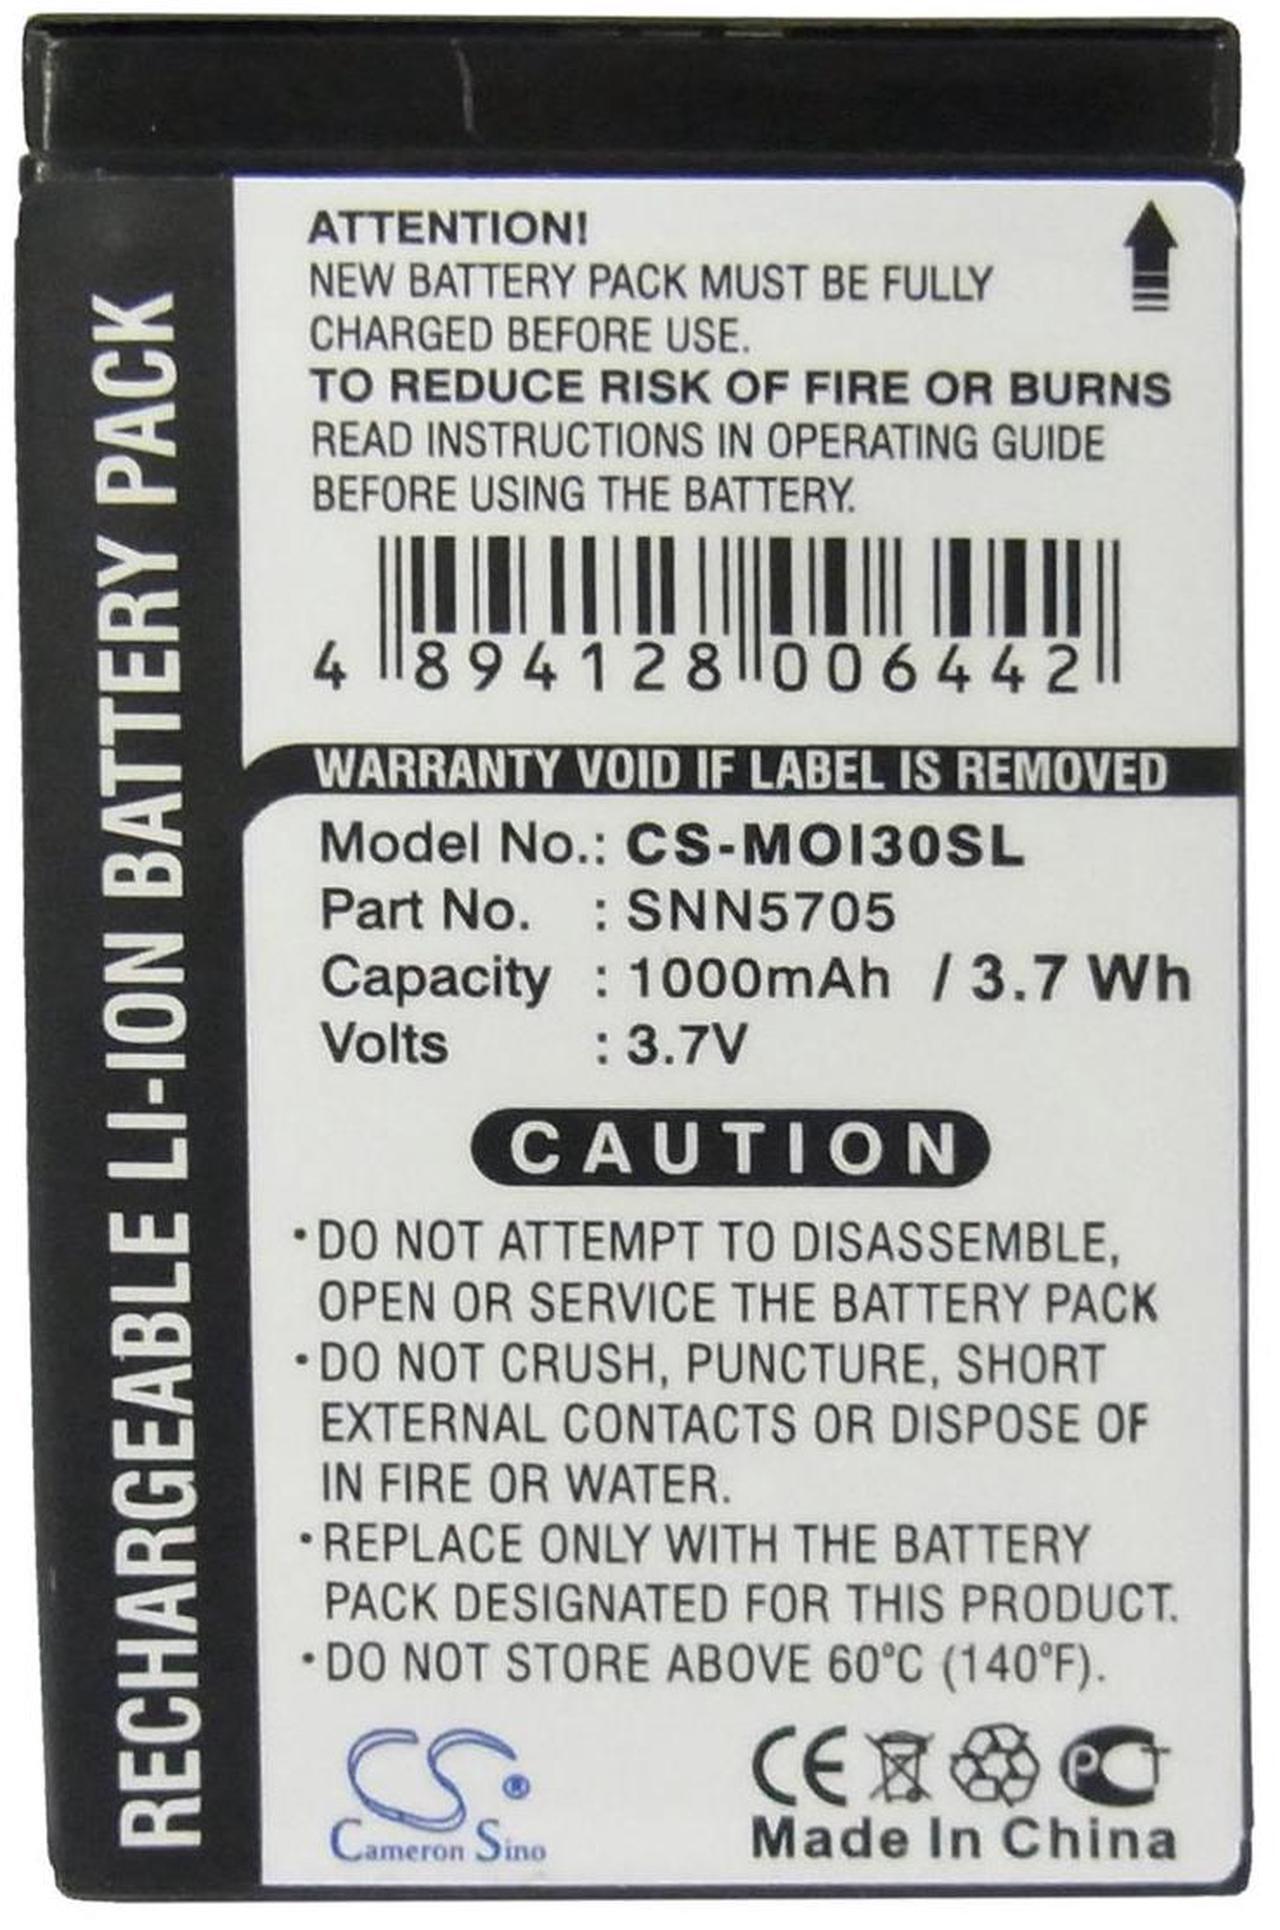 RECHARGEABLE LI-ION BATTERY PACK
ATTENTION!
NEW BATTERY PACK MUST BE FULLY
CHARGED BEFORE USE.
TO REDUCE RISK OF FIRE OR BURNS
READ INSTRUCTIONS IN OPERATING GUIDE
BEFORE USING THE BATTERY.
4 894128 006442
WARRANTY VOID IF LABEL IS REMOVED
Model No.: CS-MOI30SL
Part No. : SNN5705
Capacity : 1000mAh / 3.7 Wh
Volts : 3.7V
CAUTION
·DO NOT ATTEMPT TO DISASSEMBLE,
OPEN OR SERVICE THE BATTERY PACK
·DO NOT CRUSH, PUNCTURE, SHORT
EXTERNAL CONTACTS OR DISPOSE OF
IN FIRE OR WATER.
·REPLACE ONLY WITH THE BATTERY
PACK DESIGNATED FOR THIS PRODUCT.
·DO NOT STORE ABOVE 60°C (140°F).
CS®
Cameron Sino
CE PCT
Made In China